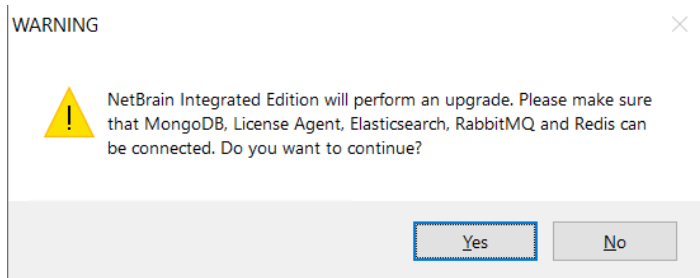 WARNING
NetBrain Integrated Edition will perform an upgrade. Please make sure
that MongoDB, License Agent, Elasticsearch, RabbitMQ and Redis can
be connected. Do you want to continue?
Yes
No